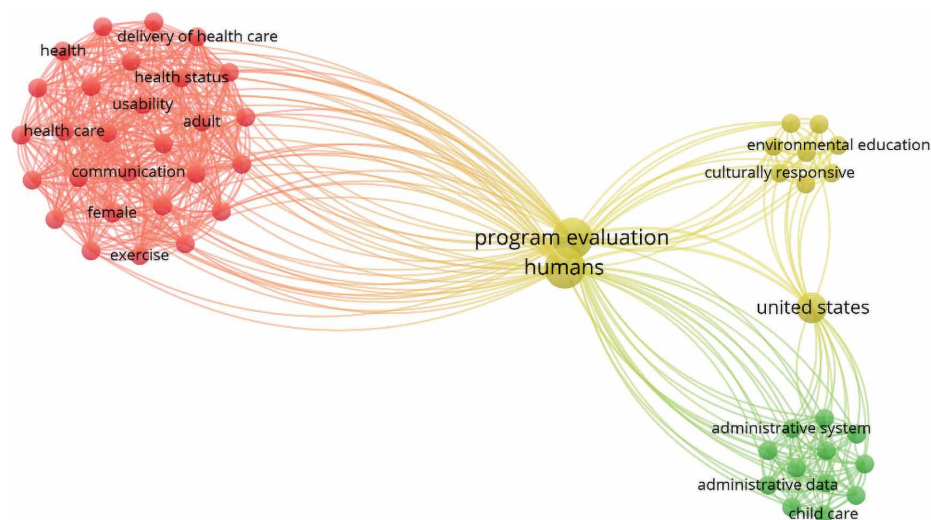 delivery of health care
health
health status
usability
health care
adult
communication
female
exercise
program evaluation
humans
environmental education
culturally responsive
united states
administrative system
administrative data
child care